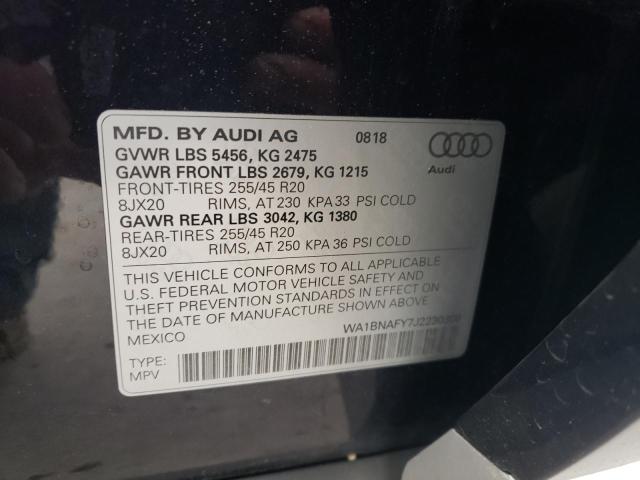 MFD. BY AUDI AG 0818
GVWR LBS 5456, KG 2475
GAWR FRONT LBS 2679, KG 1215
FRONT-TIRES 255/45 R20
8JX20 RIMS, AT 230 KPA 33 PSI COLD
GAWR REAR LBS 3042, KG 1380
REAR-TIRES 255/45 R20
8JX20 RIMS, AT 250 KPA 36 PSI COLD
Audi
THIS VEHICLE CONFORMS TO ALL APPLICABLE
U.S. FEDERAL MOTOR VEHICLE SAFETY AND
THEFT PREVENTION STANDARDS IN EFFECT ON
THE DATE OF MANUFACTURE SHOWN ABOVE.
MEXICO
TYPE:
MPV